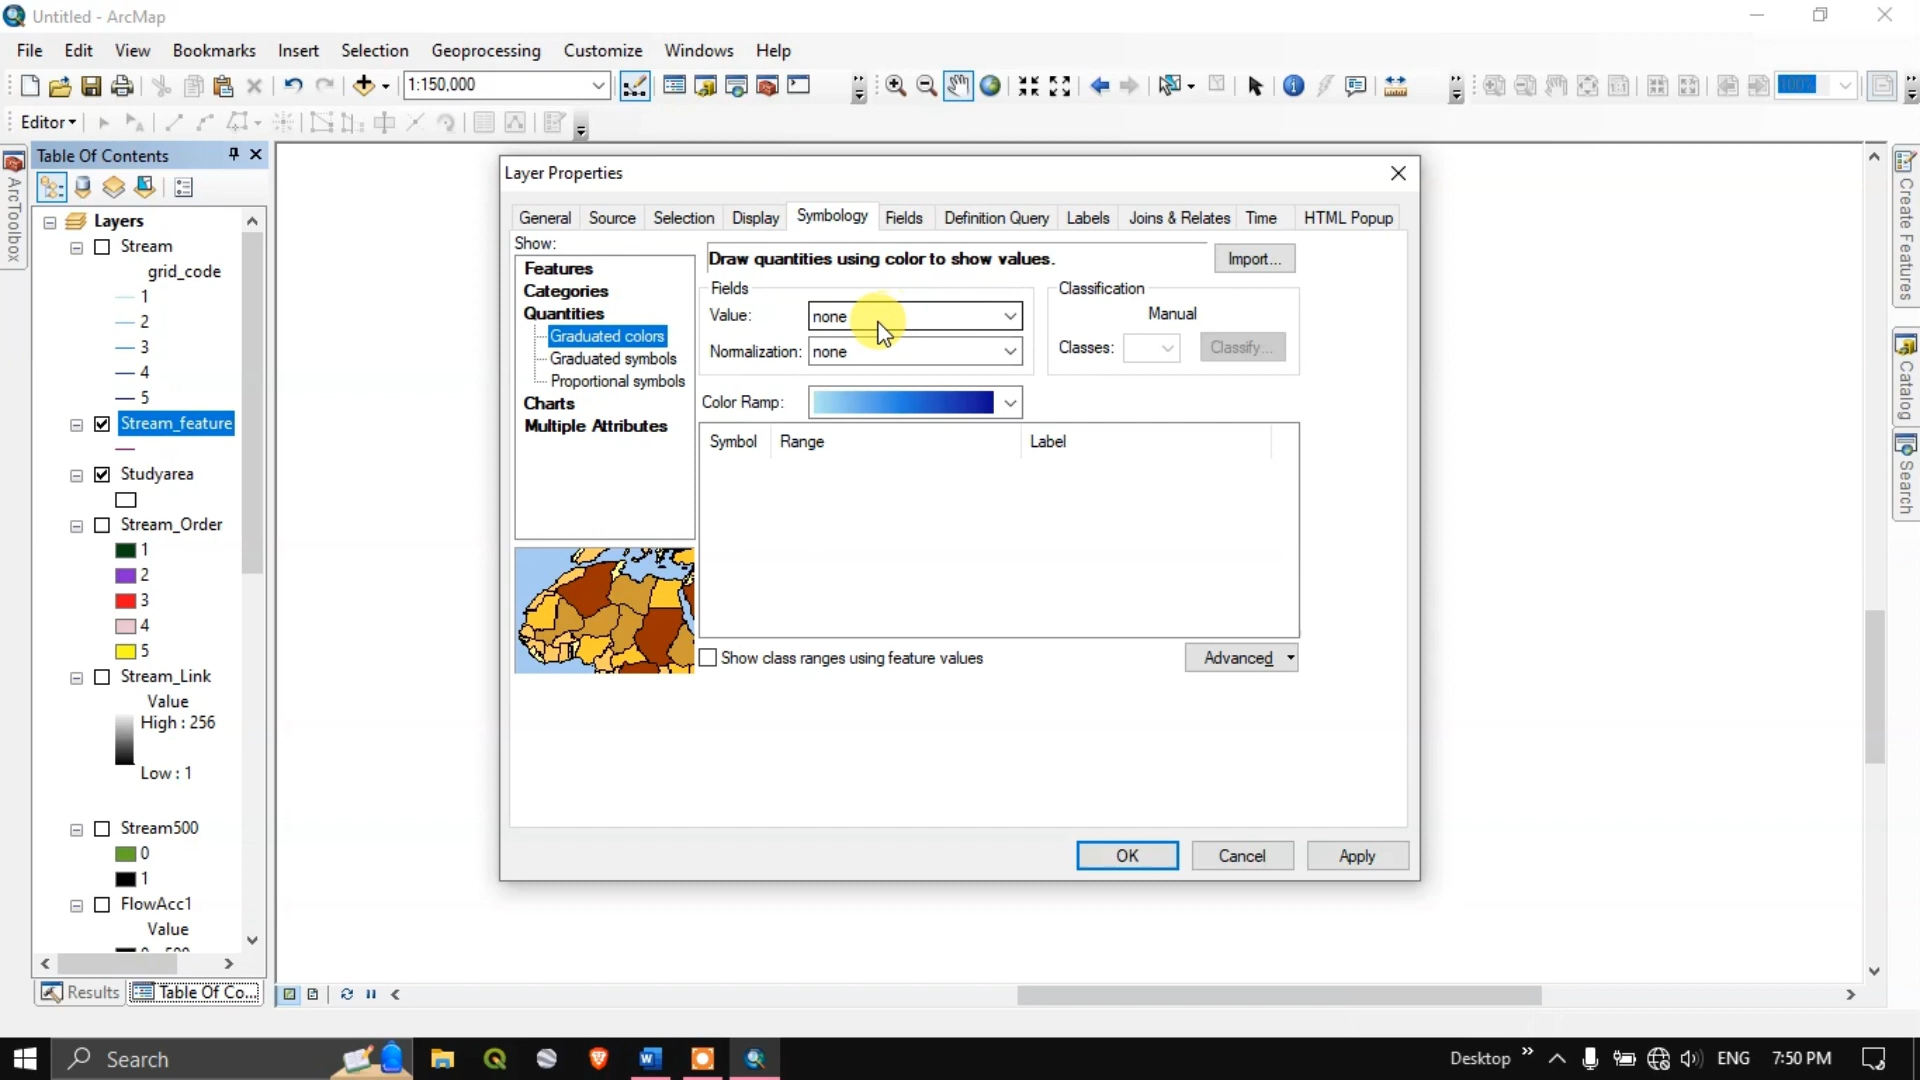 Untitled - ArcMap
File Edit View Bookmarks Insert Selection Geoprocessing Customize Windows Help
1:150,000
100%
Editor
Table Of Contents
ArcToolbox
Layers
Stream
grid_code
1
2
3
4
5
Stream_feature
Studyarea
Stream_Order
1
2
3
4
5
Stream_Link
Value
High : 256
Low : 1
Stream500
0
1
FlowAcc1
Value
Results Table Of Co...
Layer Properties
General Source Selection Display Symbology Fields Definition Query Labels Joins & Relates Time HTML Popup
Show:
Features
Categories
Quantities
Graduated colors
Graduated symbols
Proportional symbols
Charts
Multiple Attributes
Draw quantities using color to show values.
Import...
Fields
Value: none
Normalization: none
Classification
Manual
Classes: Classify...
Color Ramp:
Symbol Range Label
Show class ranges using feature values
Advanced
OK Cancel Apply
Create Features
Catalog
Search
Search
Desktop
ENG
7:50 PM